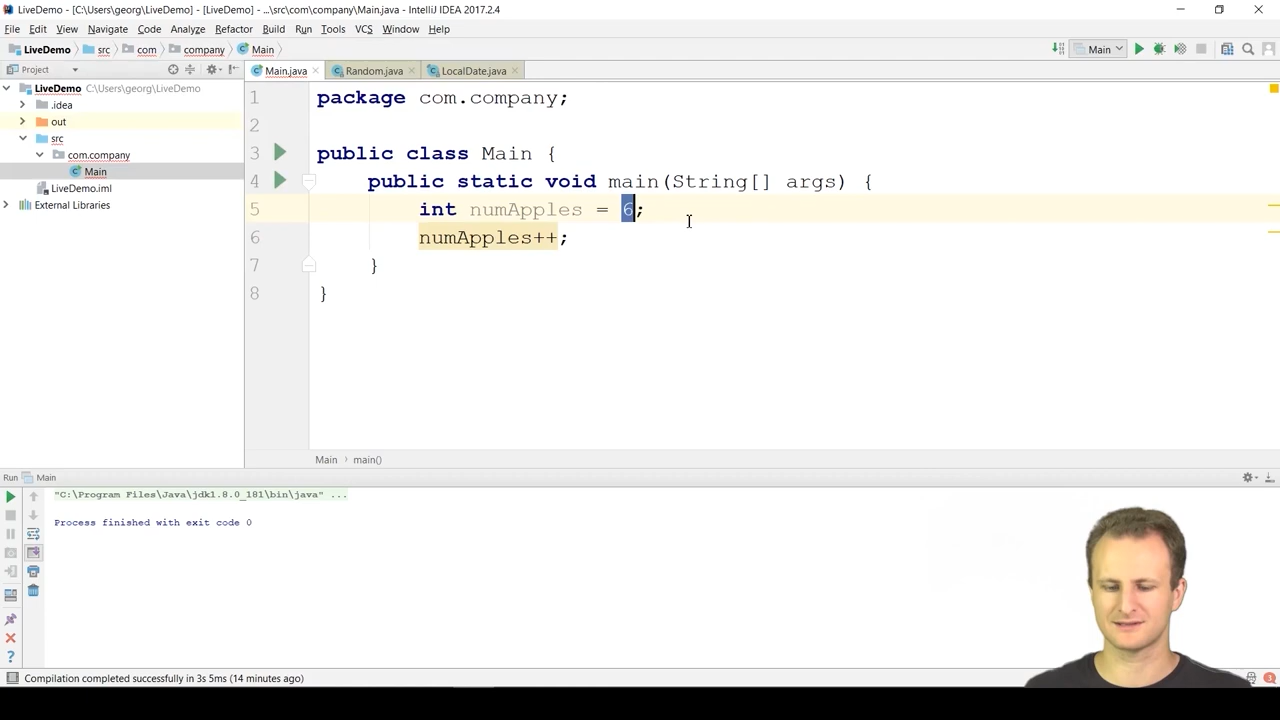 LiveDemo - [C:\Users\georg\LiveDemo] - [LiveDemo] - ...\src\com\company\Main.java - IntelliJ IDEA 2017.2.4
File Edit View Navigate Code Analyze Refactor Build Run Tools VCS Window Help
LiveDemo src com company Main Main
Project Main.java Random.java LocalDate.java
LiveDemo C:\Users\georg\LiveDemo
.idea
out
src
com.company
Main
LiveDemo.iml
External Libraries
1 package com.company;
2
3 public class Main {
4 public static void main(String[] args) {
5 int numApples = 6;
6 numApples++;
7 }
8 }
Main main()
Run Main
"C:\Program Files\Java\jdk1.8.0_181\bin\java" ...
Process finished with exit code 0
Compilation completed successfully in 3s 5ms (14 minutes ago) 3